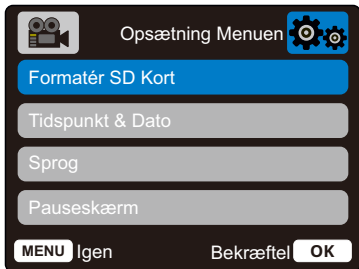 Opsætning Menuen
Formatér SD Kort
Tidspunkt & Dato
Sprog
Pauseskærm
MENU Igen Bekræftel OK